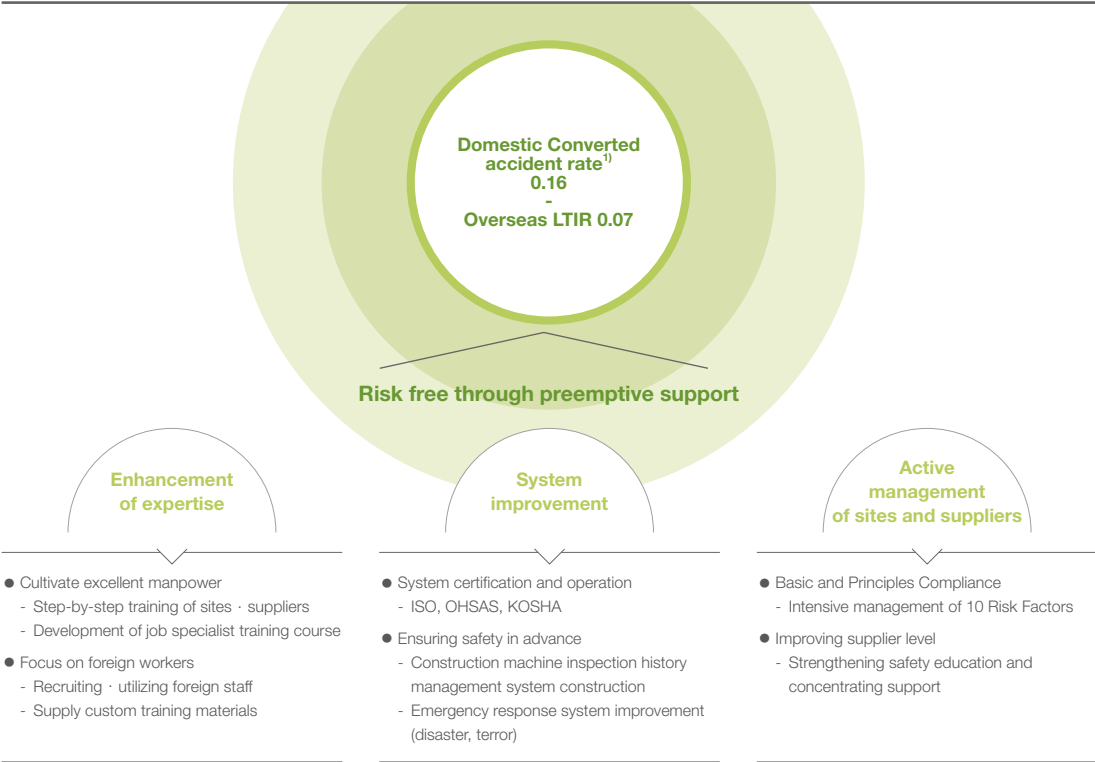 Domestic Converted
accident rate1)
0.16
-
Overseas LTIR 0.07
Risk free through preemptive support
Enhancement
of expertise
● Cultivate excellent manpower
- Step-by-step training of sites · suppliers
- Development of job specialist training course
● Focus on foreign workers
- Recruiting · utilizing foreign staff
- Supply custom training materials
System
improvement
● System certification and operation
- ISO, OHSAS, KOSHA
● Ensuring safety in advance
- Construction machine inspection history
management system construction
- Emergency response system improvement
(disaster, terror)
Active
management
of sites and suppliers
● Basic and Principles Compliance
- Intensive management of 10 Risk Factors
● Improving supplier level
- Strengthening safety education and
concentrating support